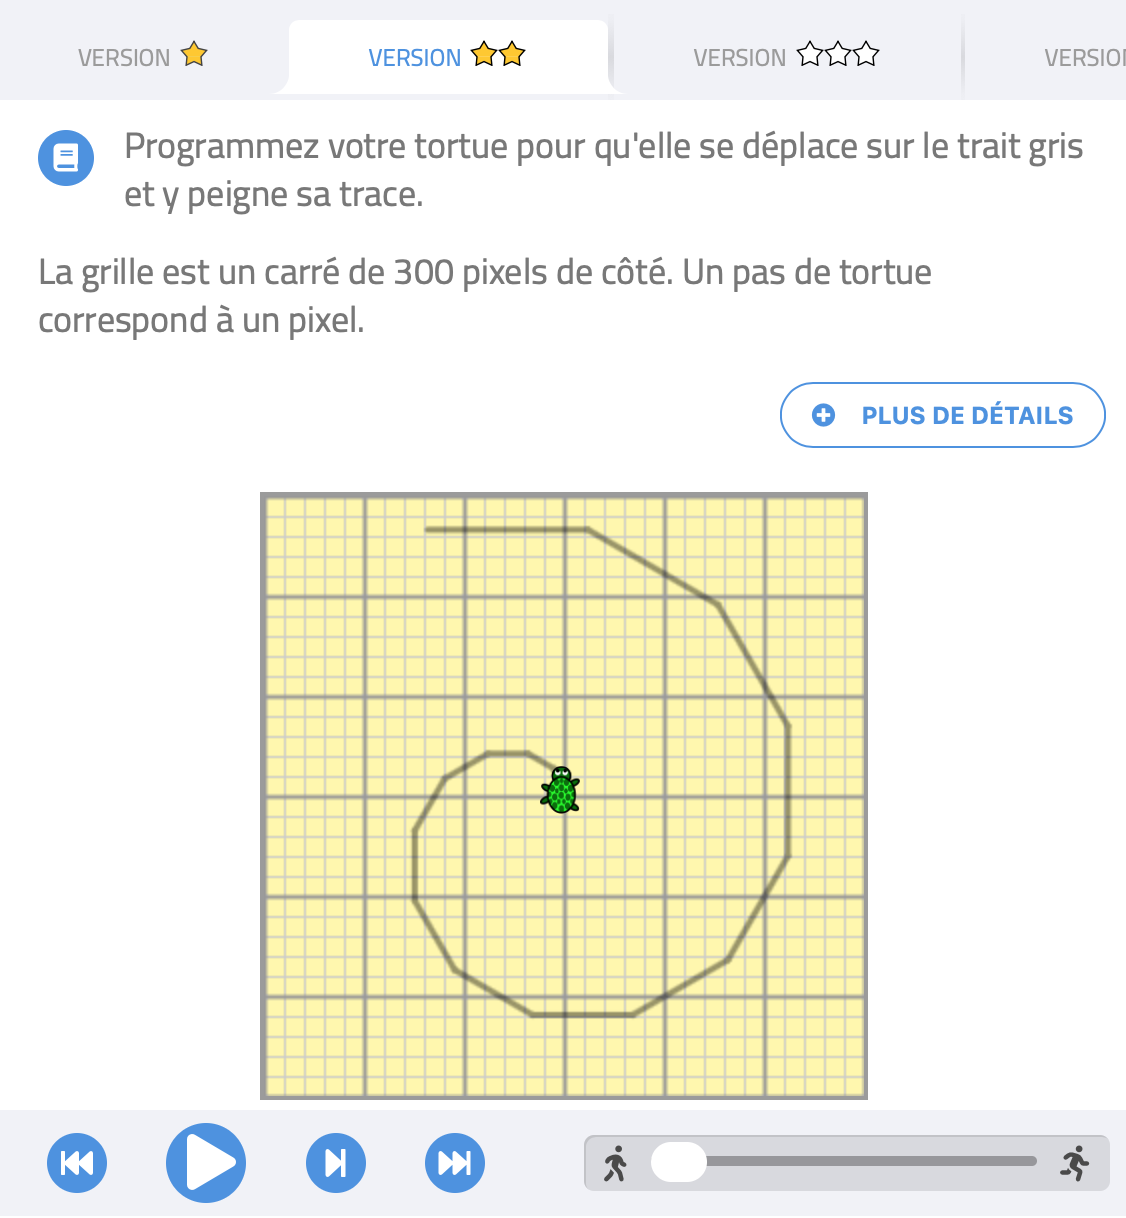 VERSION
VERSION
VERSION
VERSION
Programmez votre tortue pour qu'elle se déplace sur le trait gris
et y peigne sa trace.
La grille est un carré de 300 pixels de côté. Un pas de tortue
correspond à un pixel.
PLUS DE DÉTAILS